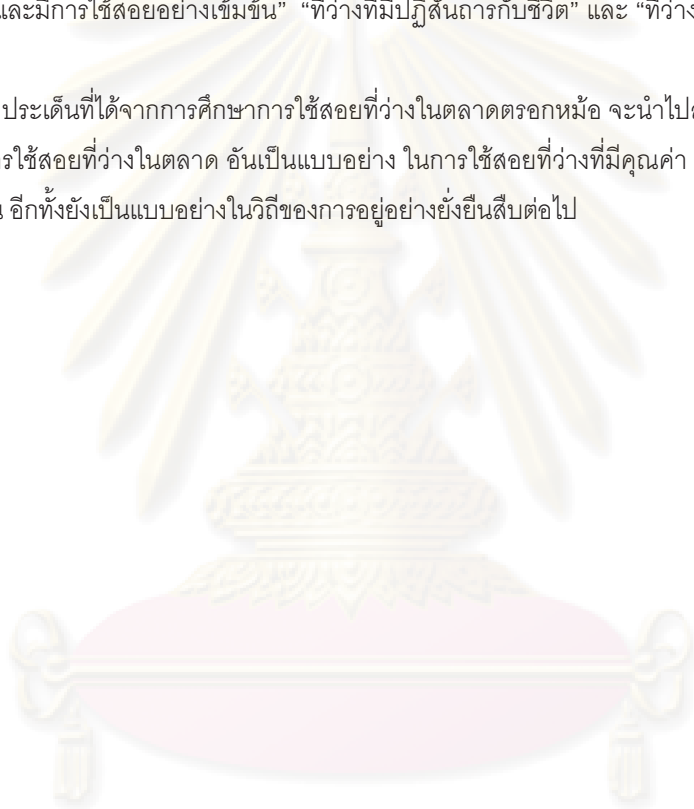 และมีการใช้สอยอย่างเข้มข้น” “ที่ว่างที่มีปฏิสันถารกับชีวิต” และ “ที่ว่าง
ประเด็นที่ได้จากการศึกษาการใช้สอยที่ว่างในตลาดตรอกหม้อ จะนำไป
ารใช้สอยที่ว่างในตลาด อันเป็นแบบอย่าง ในการใช้สอยที่ว่างที่มีคุณค่า
น อีกทั้งยังเป็นแบบอย่างในวิถีของการอยู่อย่างยั่งยืนสืบต่อไป